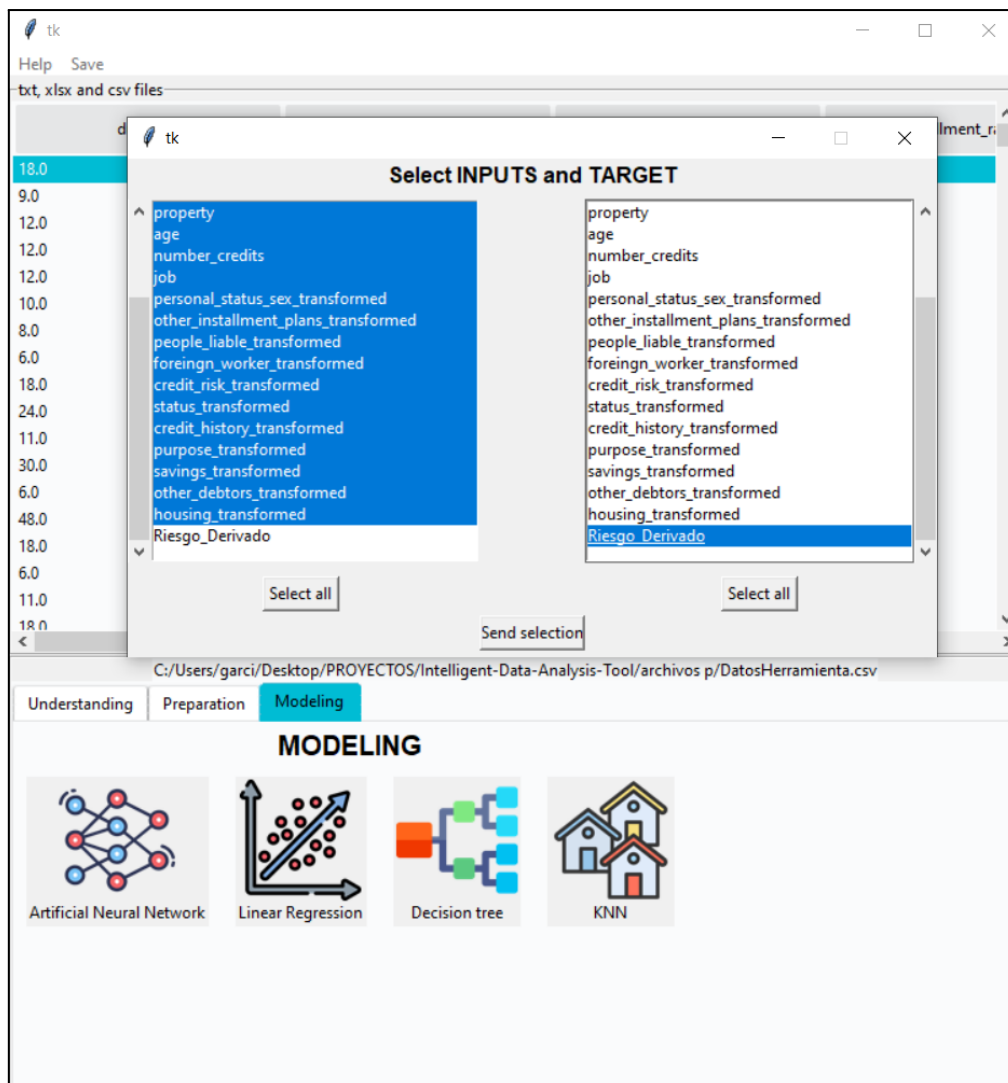 tk
Help Save
txt, xlsx and csv files
tk
Select INPUTS and TARGET
18.0
9.0
12.0
12.0
12.0
10.0
8.0
6.0
18.0
24.0
11.0
30.0
6.0
48.0
18.0
6.0
11.0
18.0
property
age
number_credits
job
personal_status_sex_transformed
other_installment_plans_transformed
people_liable_transformed
foreingn_worker_transformed
credit_risk_transformed
status_transformed
credit_history_transformed
purpose_transformed
savings_transformed
other_debtors_transformed
housing_transformed
Riesgo_Derivado
property
age
number_credits
job
personal_status_sex_transformed
other_installment_plans_transformed
people_liable_transformed
foreingn_worker_transformed
credit_risk_transformed
status_transformed
credit_history_transformed
purpose_transformed
savings_transformed
other_debtors_transformed
housing_transformed
Riesgo_Derivado
Select all
Select all
Send selection
C:/Users/garci/Desktop/PROYECTOS/Intelligent-Data-Analysis-Tool/archivos p/DatosHerramienta.csv
Understanding Preparation Modeling
MODELING
Artificial Neural Network Linear Regression Decision tree KNN